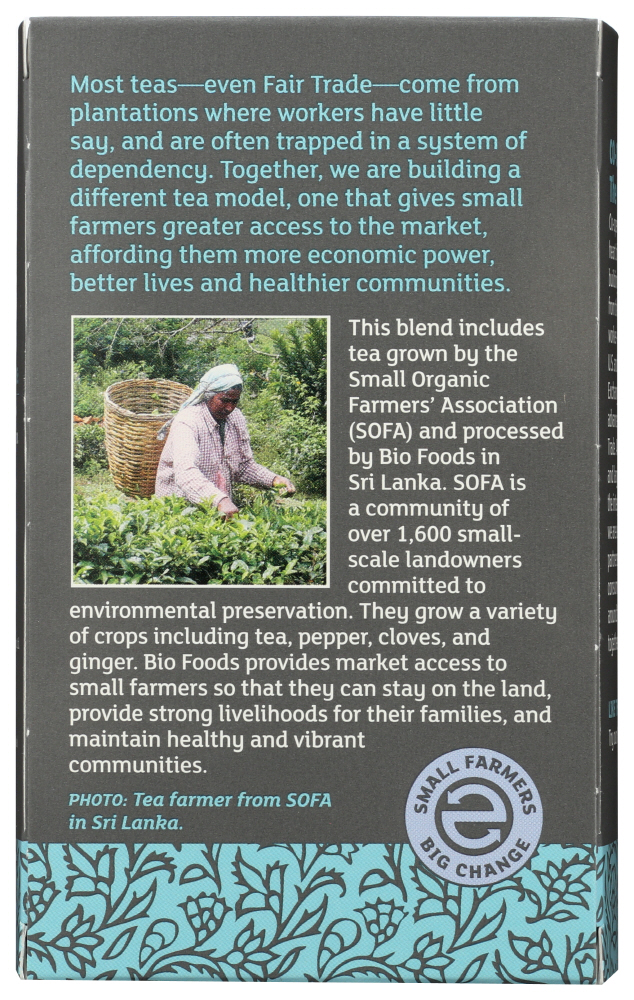 Most teas—even Fair Trade—come from
plantations where workers have little
say, and are often trapped in a system of
dependency. Together, we are building a
different tea model, one that gives small
farmers greater access to the market,
affording them more economic power,
better lives and healthier communities.
This blend includes
tea grown by the
Small Organic
Farmers' Association
(SOFA) and processed
by Bio Foods in
Sri Lanka. SOFA is
a community of
over 1,600 small-
scale landowners
committed to
environmental preservation. They grow a variety
of crops including tea, pepper, cloves, and
ginger. Bio Foods provides market access to
small farmers so that they can stay on the land,
provide strong livelihoods for their families, and
maintain healthy and vibrant
communities.
PHOTO: Tea farmer from SOFA
in Sri Lanka.
SMALL FARMERS
BIG CHANGE